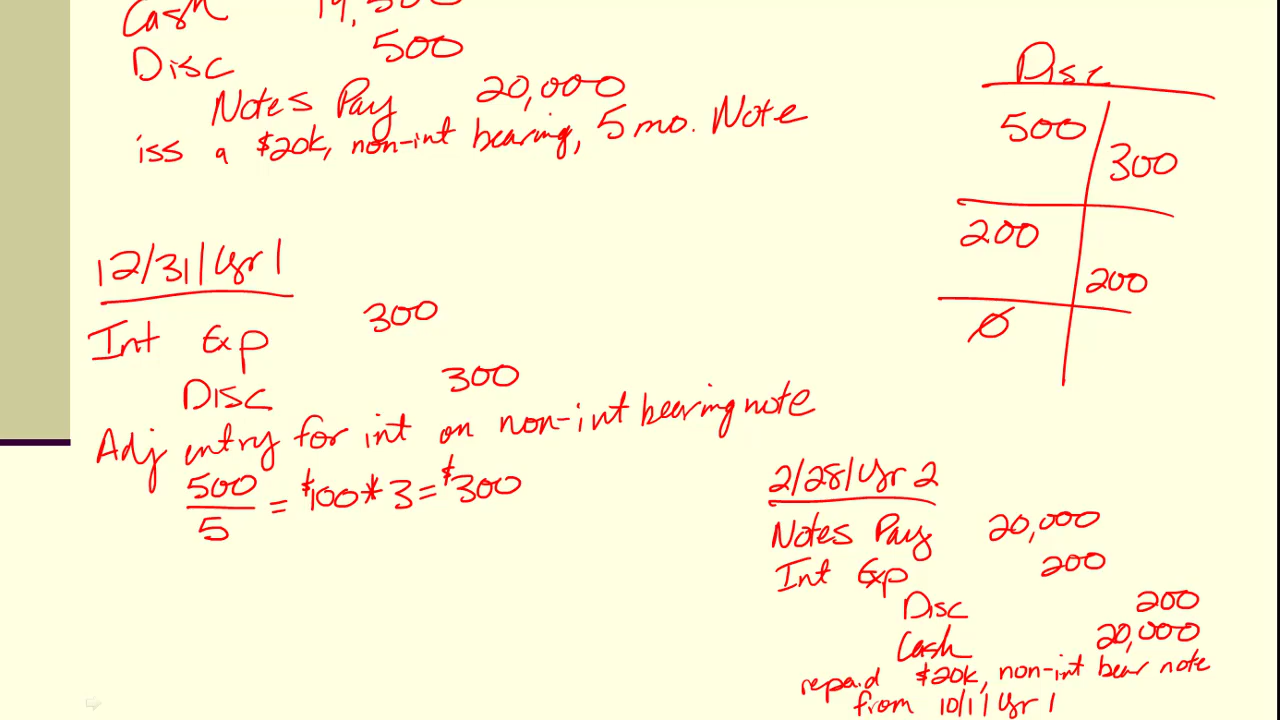 Cash 19,500
Disc 500
Notes Pay 20,000
iss a $20k, non-int bearing, 5 mo. Note
Disc
500
300
200
200
0
12/31/Yr 1
Int Exp 300
Disc 300
Adj entry for int on non-int bearing note
500/5 = $100 * 3 = $300
2/28/Yr 2
Notes Pay 20,000
Int Exp 200
Disc 200
Cash 20,000
repaid $20k, non-int bear note
from 10/1/Yr 1